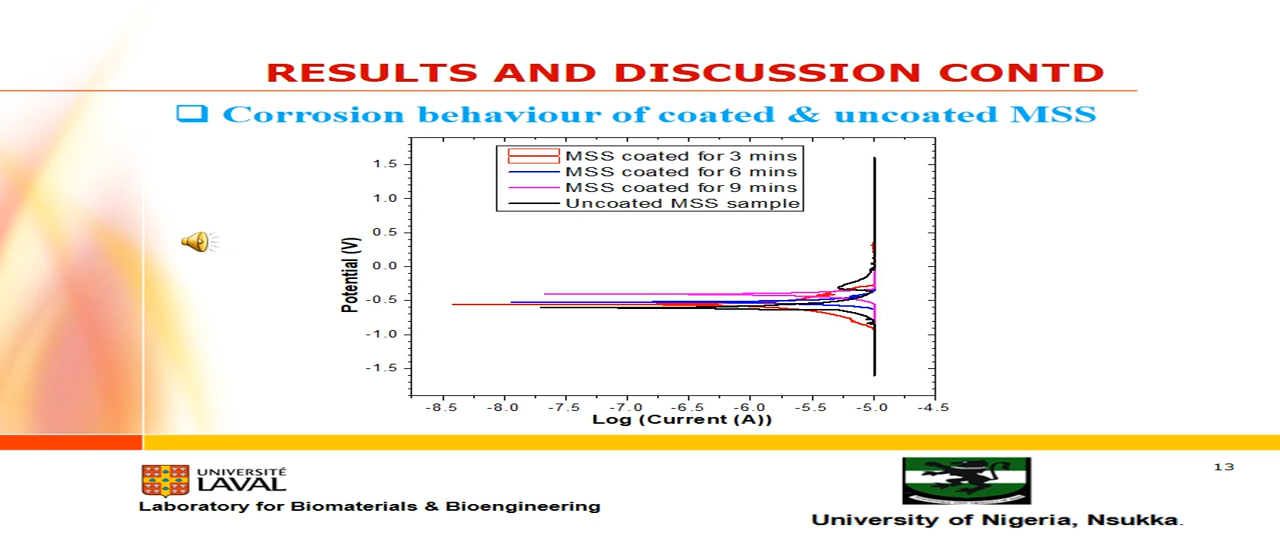 RESULTS AND DISCUSSION CONTD
❑ Corrosion behaviour of coated & uncoated MSS
MSS coated for 3 mins
MSS coated for 6 mins
MSS coated for 9 mins
Uncoated MSS sample
Potential (V)
1.5
1.0
0.5
0.0
-0.5
-1.0
-1.5
-8.5 -8.0 -7.5 -7.0 -6.5 -6.0 -5.5 -5.0 -4.5
Log (Current (A))
UNIVERSITÉ
LAVAL
Laboratory for Biomaterials & Bioengineering
13
University of Nigeria, Nsukka.